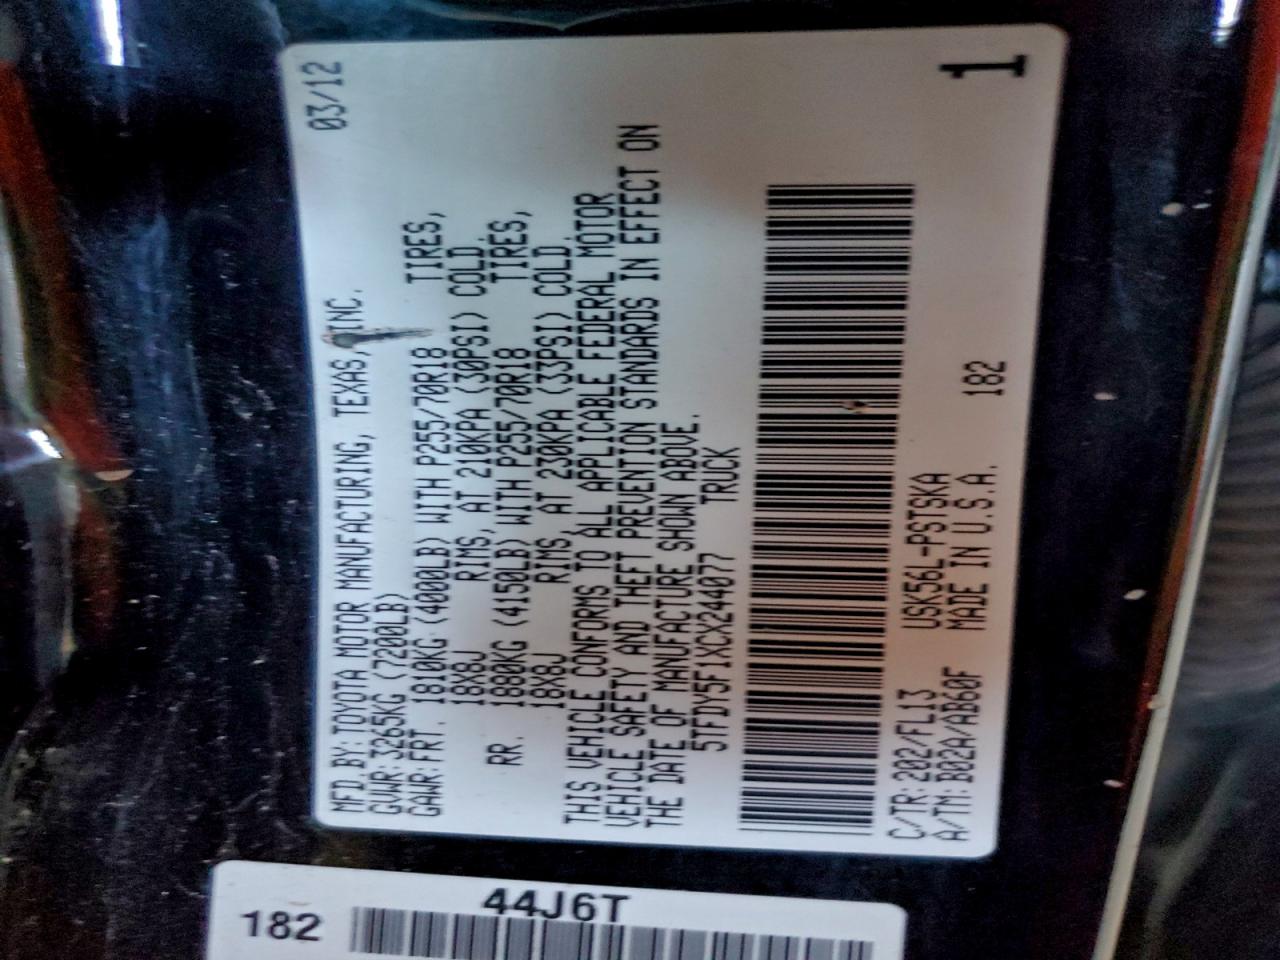 MFD.BY:TOYOTA MOTOR MANUFACTURING, TEXAS, INC. 03/12
GVWR:3265KG (7200LB)
GAWR:FRT. 1810KG (4000LB) WITH P255/70R18 TIRES,
18X8J RIMS, AT 210KPA (30PSI) COLD.
RR. 1880KG (4150LB) WITH P255/70R18 TIRES,
18X8J RIMS, AT 230KPA (33PSI) COLD.
THIS VEHICLE CONFORMS TO ALL APPLICABLE FEDERAL MOTOR
VEHICLE SAFETY AND THEFT PREVENTION STANDARDS IN EFFECT ON
THE DATE OF MANUFACTURE SHOWN ABOVE.
5TFDY5F1XCX244077 TRUCK
C/TR:202/FL13 USK56L-PSTSKA
A/TM:B02A/AB60F MADE IN U.S.A. 182
1
44J6T
182